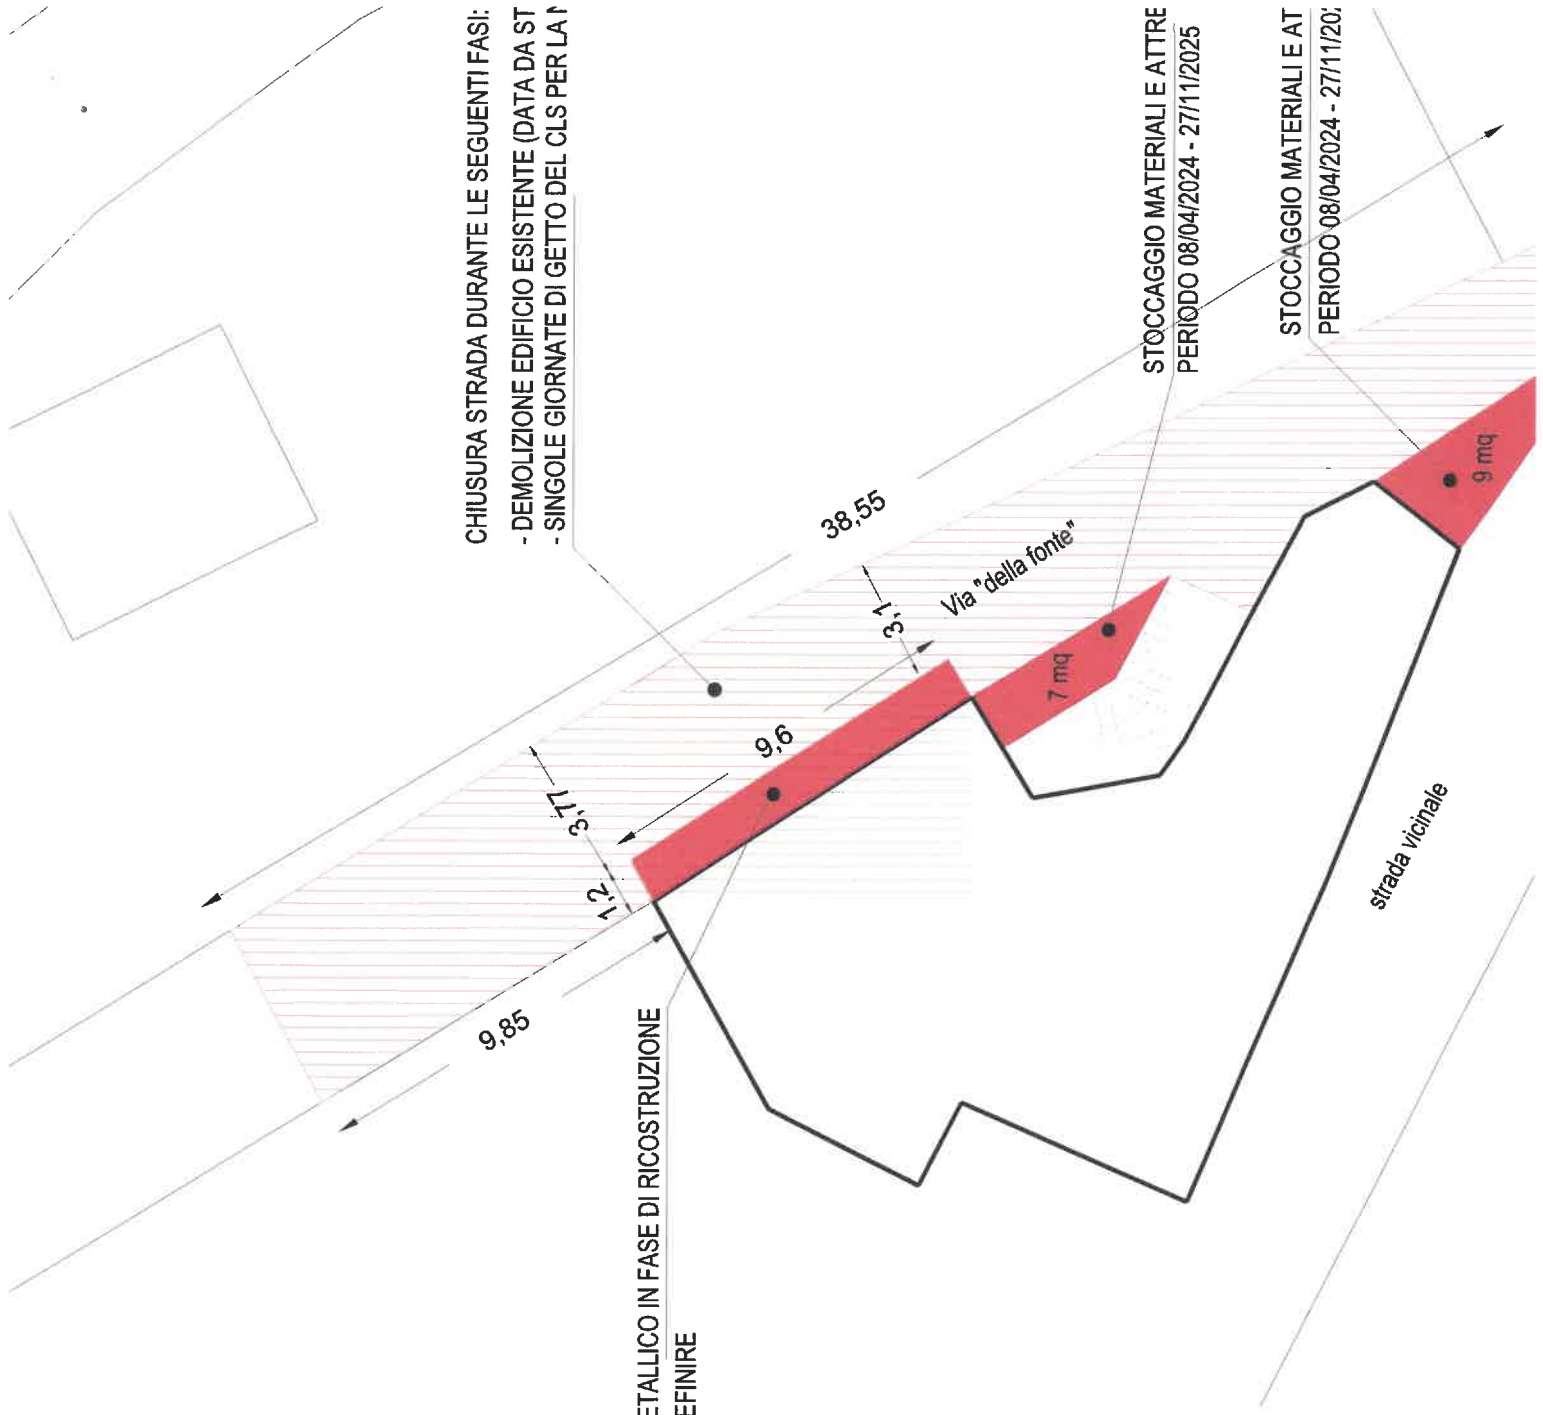 CHIUSURA STRADA DURANTE LE SEGUENTI FASI:
- DEMOLIZIONE EDIFICIO ESISTENTE (DATA DA ST
- SINGOLE GIORNATE DI GETTO DEL CLS PER LA
STOCCAGGIO MATERIALI E ATTRE
PERIODO 08/04/2024 - 27/11/2025
STOCCAGGIO MATERIALI E AT
PERIODO 08/04/2024 - 27/11/202
38,55
Via "della fonte"
3,1
9 mq
7 mq
9,6
3,77
1,2
9,85
strada vicinale
ETALLICO IN FASE DI RICOSTRUZIONE
EFINIRE